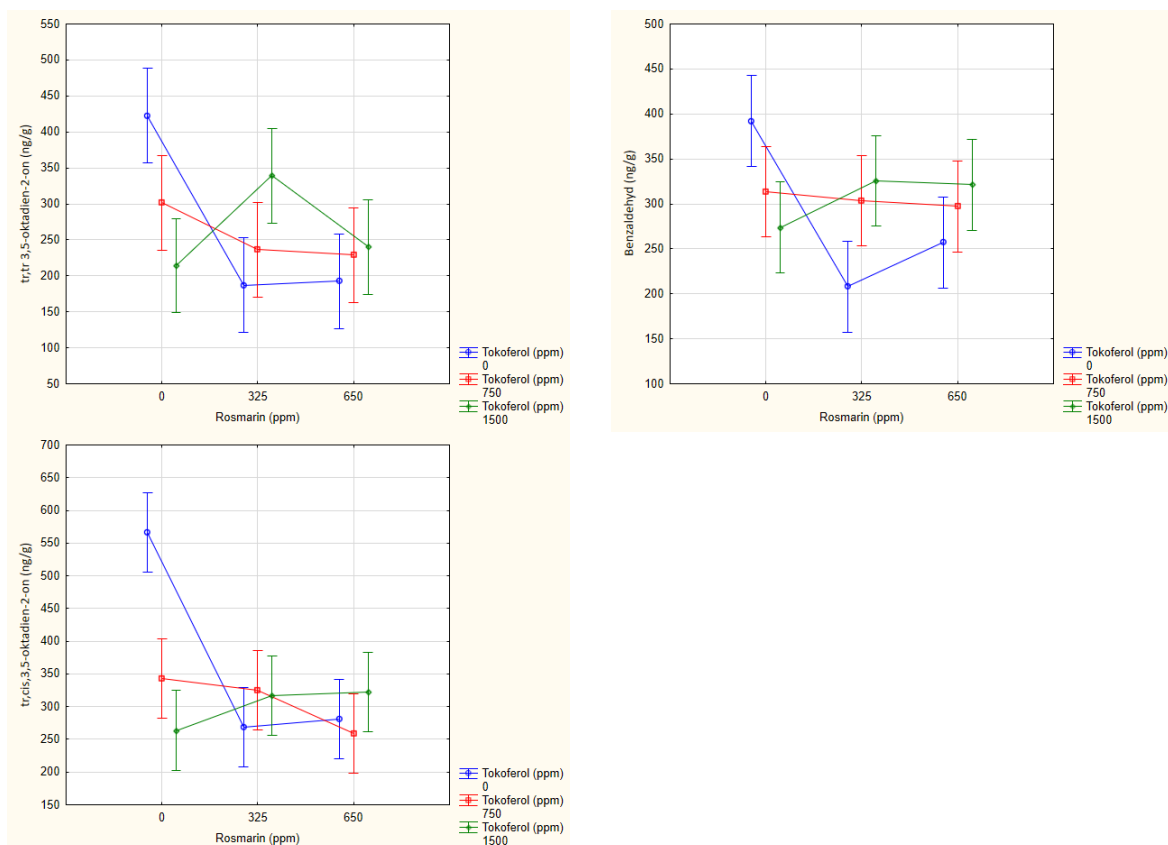 tr,tr 3,5-oktadien-2-on (ng/g)
550
500
450
400
350
300
250
200
150
100
50
0 325 650
Rosmarin (ppm)
Tokoferol (ppm)
0
Tokoferol (ppm)
750
Tokoferol (ppm)
1500
Benzaldehyd (ng/g)
500
450
400
350
300
250
200
150
100
0 325 650
Rosmarin (ppm)
Tokoferol (ppm)
0
Tokoferol (ppm)
750
Tokoferol (ppm)
1500
tr,cis,3,5-oktadien-2-on (ng/g)
700
650
600
550
500
450
400
350
300
250
200
150
0 325 650
Rosmarin (ppm)
Tokoferol (ppm)
0
Tokoferol (ppm)
750
Tokoferol (ppm)
1500